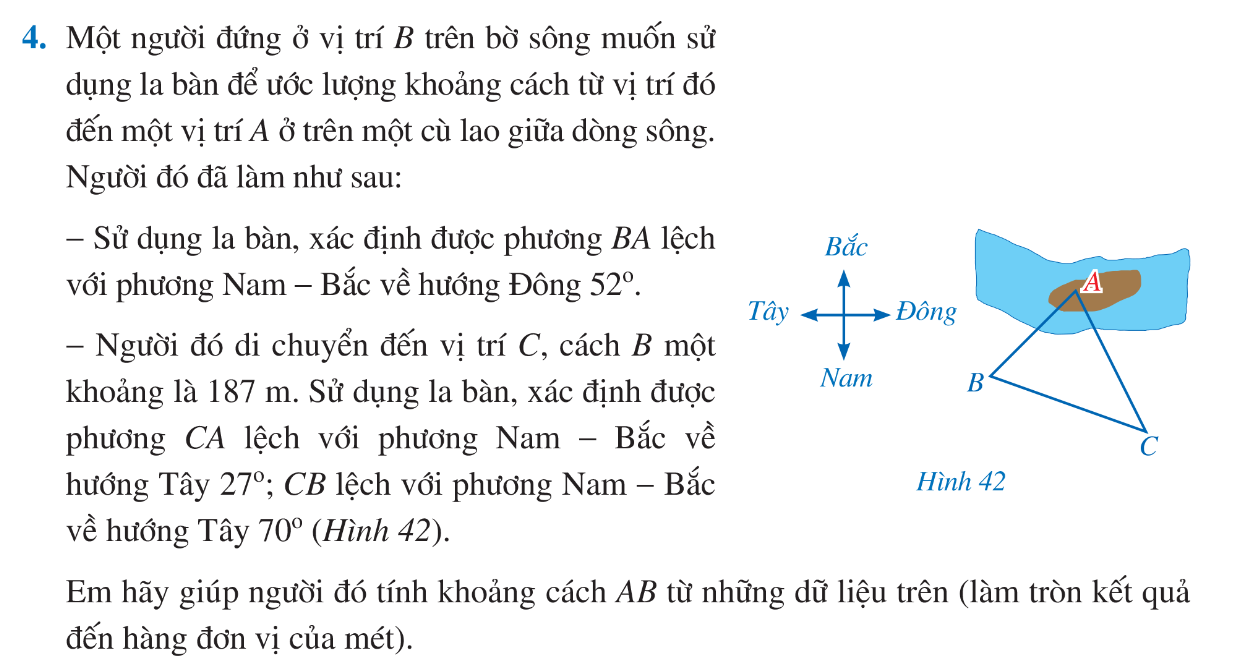 4. Một người đứng ở vị trí B trên bờ sông muốn sử
dụng la bàn để ước lượng khoảng cách từ vị trí đó
đến một vị trí A ở trên một cù lao giữa dòng sông.
Người đó đã làm như sau:
– Sử dụng la bàn, xác định được phương BA lệch
với phương Nam – Bắc về hướng Đông 52º.
– Người đó di chuyển đến vị trí C, cách B một
khoảng là 187 m. Sử dụng la bàn, xác định được
phương CA lệch với phương Nam – Bắc về
hướng Tây 27º; CB lệch với phương Nam – Bắc
về hướng Tây 70º (Hình 42).
Bắc
Tây
Đông
Nam
A
B
C
Hình 42
Em hãy giúp người đó tính khoảng cách AB từ những dữ liệu trên (làm tròn kết quả
đến hàng đơn vị của mét).